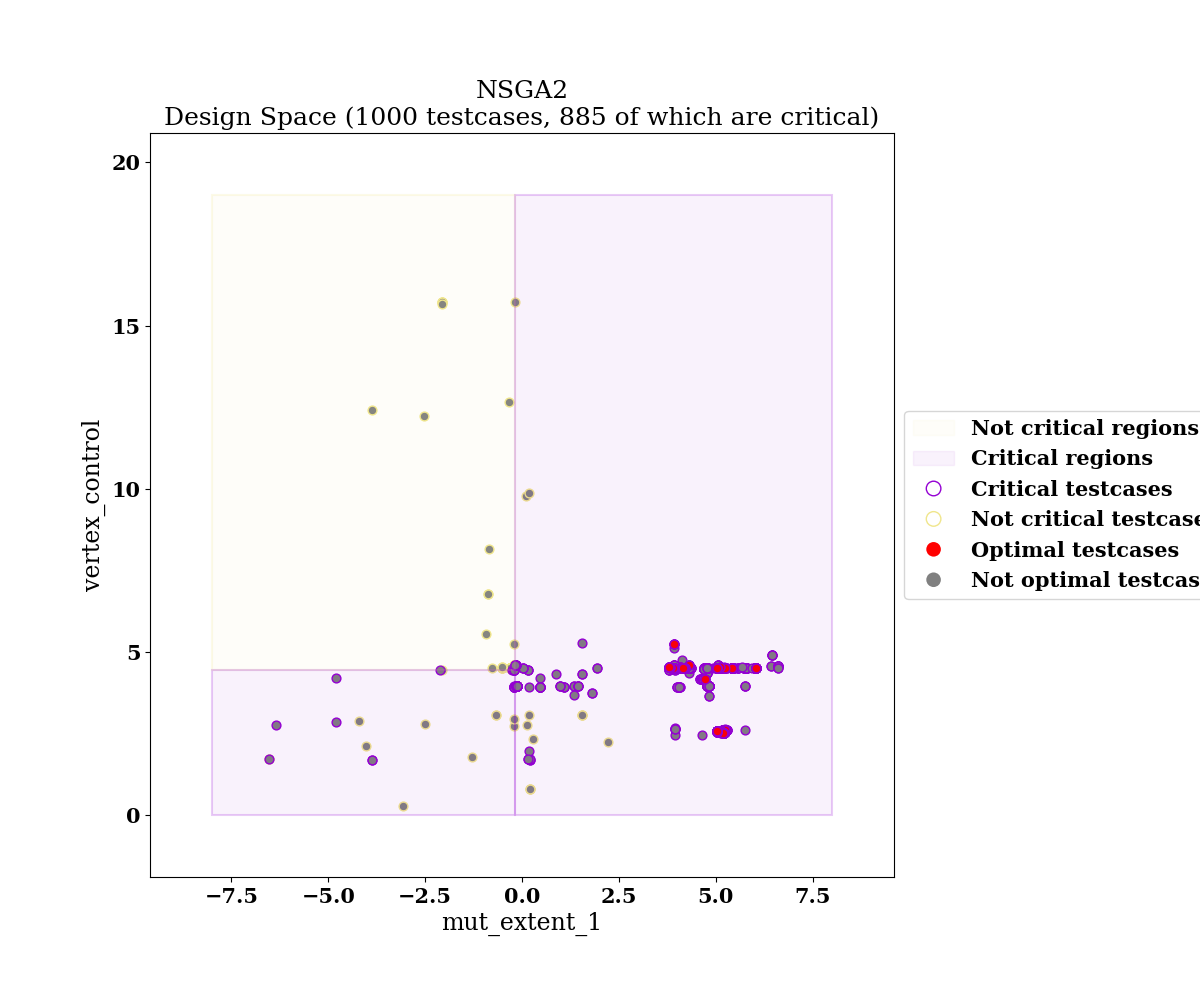 NSGA2
Design Space (1000 testcases, 885 of which are critical)
20
15
10
5
0
vertex_control
−7.5 −5.0 −2.5 0.0 2.5 5.0 7.5
mut_extent_1
Not critical regions
Critical regions
Critical testcases
Not critical testcase
Optimal testcases
Not optimal testcas